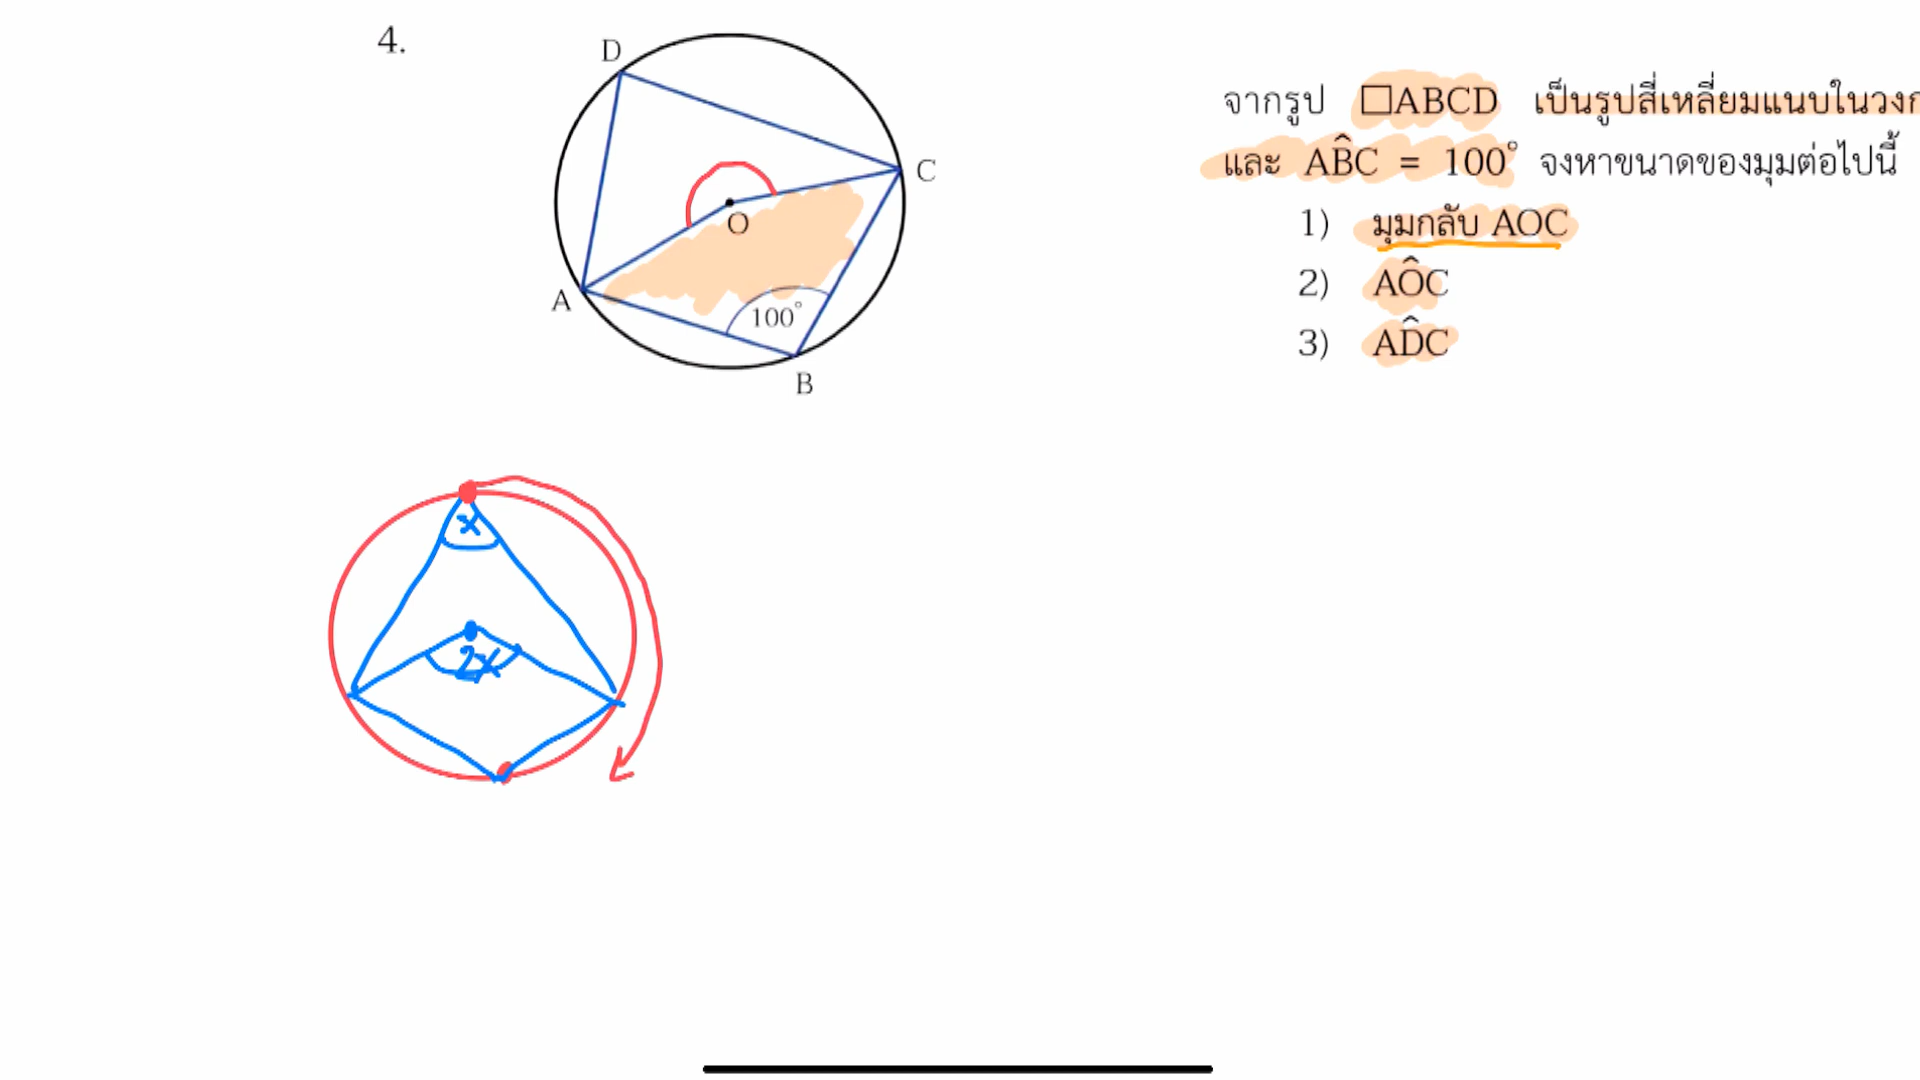 4.
D
C
O
A
100°
B
จากรูป □ABCD เป็นรูปสี่เหลี่ยมแนบในวงก
และ AB̂C = 100° จงหาขนาดของมุมต่อไปนี้
1) มุมกลับ AOC
2) AÔC
3) AD̂C
x
2x